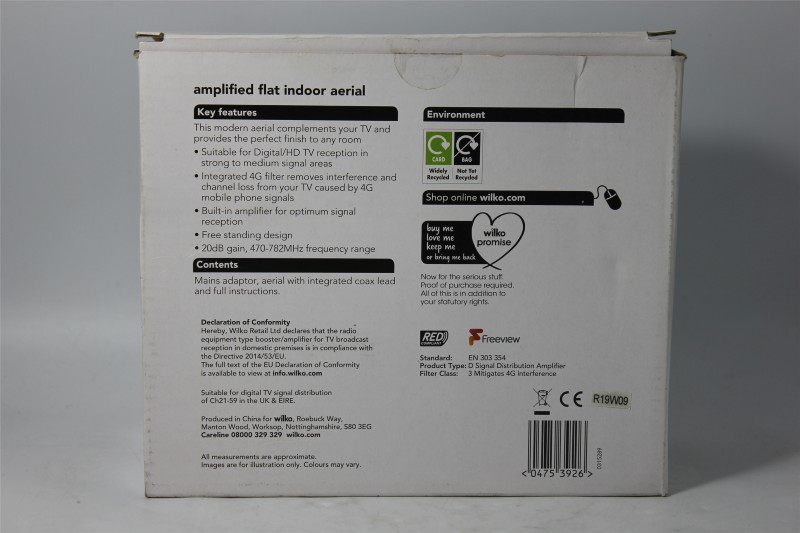 amplified flat indoor aerial
Key features
This modern aerial complements your TV and
provides the perfect finish to any room
• Suitable for Digital/HD TV reception in
strong to medium signal areas
• Integrated 4G filter removes interference and
channel loss from your TV caused by 4G
mobile phone signals
• Built-in amplifier for optimum signal
reception
• Free standing design
• 20dB gain, 470-782MHz frequency range
Contents
Mains adaptor, aerial with integrated coax lead
and full instructions.
Declaration of Conformity
Hereby, Wilko Retail Ltd declares that the radio
equipment type booster/amplifier for TV broadcast
reception in domestic premises is in compliance
with the Directive 2014/53/EU.
The full text of the EU Declaration of Conformity
is available to view at info.wilko.com
Suitable for digital TV signal distribution
of Ch21-59 in the UK & EIRE.
Produced in China for wilko, Roebuck Way,
Manton Wood, Worksop, Nottinghamshire, S80 3EG
Careline 08000 329 329 wilko.com
All measurements are approximate.
Images are for illustration only. Colours may vary.
Environment
CARD
BAG
Widely
Recycled
Not Yet
Recycled
Shop online wilko.com
buy me
love me
keep me
or bring me back
wilko
promise
Now for the serious stuff.
Proof of purchase required.
All of this is in addition to
your statutory rights.
RED
COMPLIANT
Freeview
Standard: EN 303 354
Product Type: D Signal Distribution Amplifier
Filter Class: 3 Mitigates 4G interference
CE
R19W09
0315289
<0475 3926>